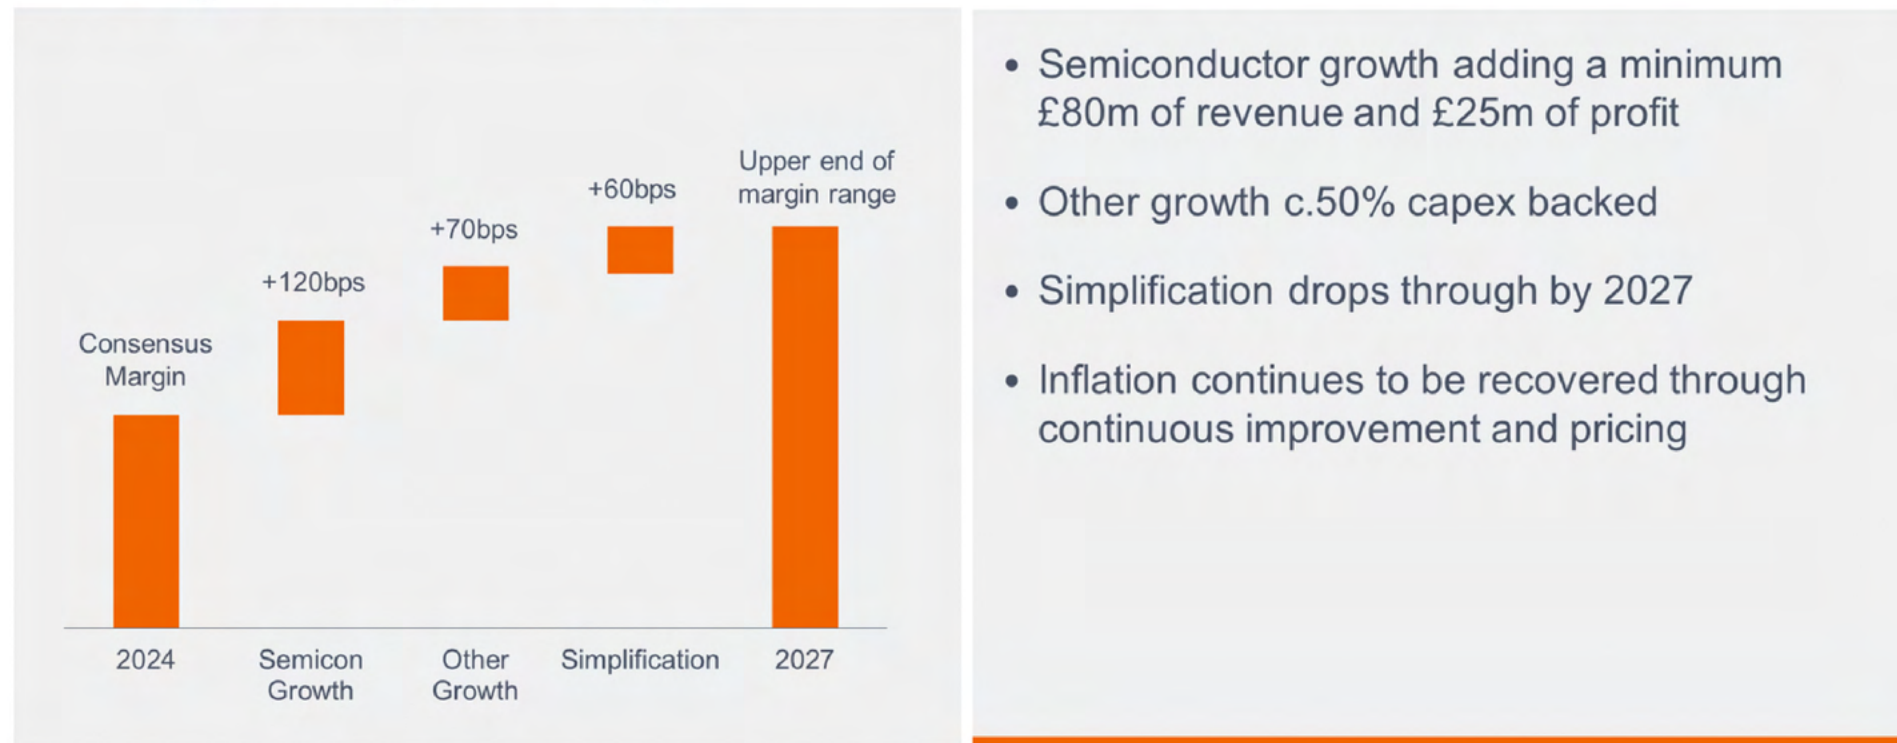 Consensus
Margin
+120bps
+70bps
+60bps
Upper end of
margin range
2024
Semicon
Growth
Other
Growth
Simplification
2027
• Semiconductor growth adding a minimum
£80m of revenue and £25m of profit
• Other growth c.50% capex backed
• Simplification drops through by 2027
• Inflation continues to be recovered through
continuous improvement and pricing